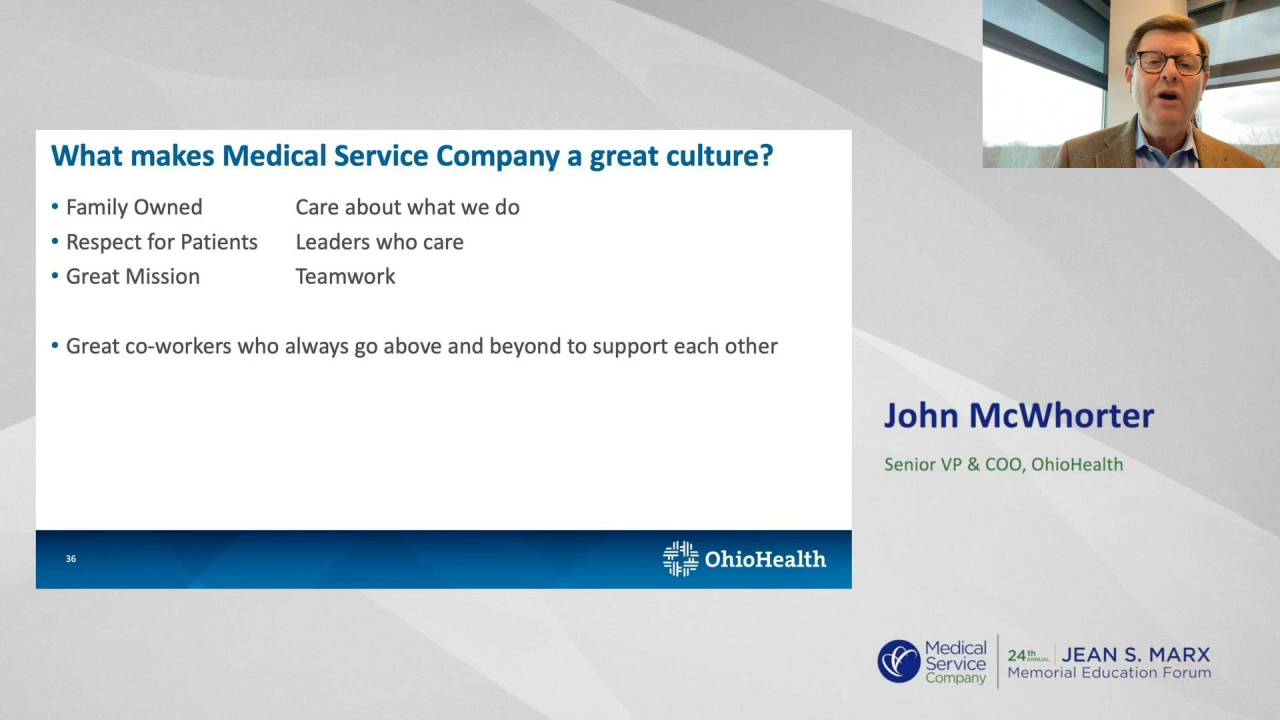 What makes Medical Service Company a great culture?
• Family Owned Care about what we do
• Respect for Patients Leaders who care
• Great Mission Teamwork
• Great co-workers who always go above and beyond to support each other
36
OhioHealth
John McWhorter
Senior VP & COO, OhioHealth
Medical
Service
Company
24th ANNUAL JEAN S. MARX
Memorial Education Forum